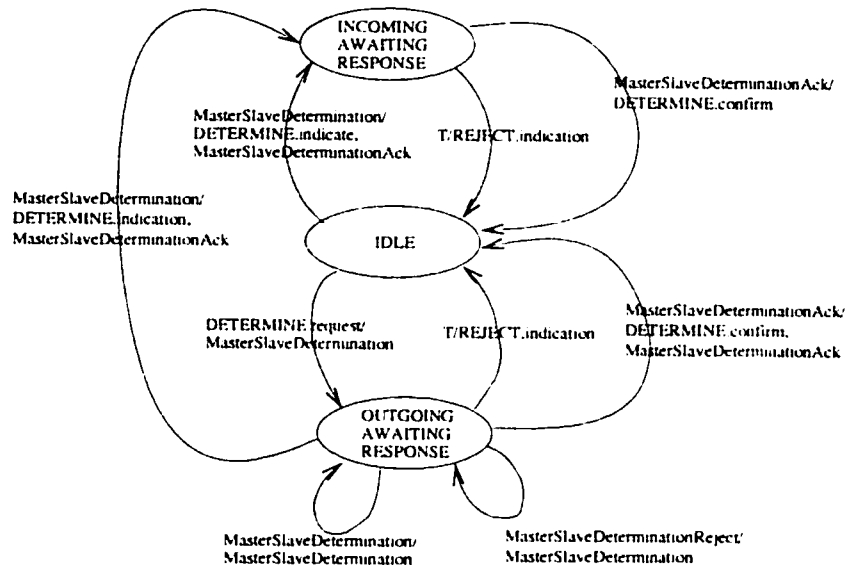 INCOMING
AWAITING
RESPONSE
MasterSlaveDeterminationAck/
DETERMINE.confirm
MasterSlaveDetermination/
DETERMINE.indicate,
MasterSlaveDeterminationAck
T/REJECT.indication
MasterSlaveDetermination/
DETERMINE.indication,
MasterSlaveDeterminationAck
IDLE
DETERMINE.request/
MasterSlaveDetermination
T/REJECT.indication
MasterSlaveDeterminationAck/
DETERMINE.confirm,
MasterSlaveDeterminationAck
OUTGOING
AWAITING
RESPONSE
MasterSlaveDetermination/
MasterSlaveDetermination
MasterSlaveDeterminationReject/
MasterSlaveDetermination